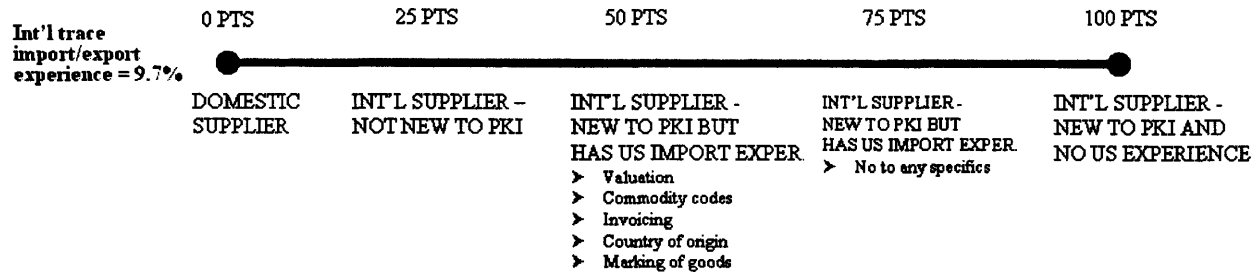 0 PTS
25 PTS
50 PTS
75 PTS
100 PTS
Int'l trace
import/export
experience = 9.7%
DOMESTIC
SUPPLIER
INT'L SUPPLIER –
NOT NEW TO PKI
INT'L SUPPLIER -
NEW TO PKI BUT
HAS US IMPORT EXPER.
➤ Valuation
➤ Commodity codes
➤ Invoicing
➤ Country of origin
➤ Marking of goods
INT'L SUPPLIER -
NEW TO PKI BUT
HAS US IMPORT EXPER.
➤ No to any specifics
INT'L SUPPLIER -
NEW TO PKI AND
NO US EXPERIENCE